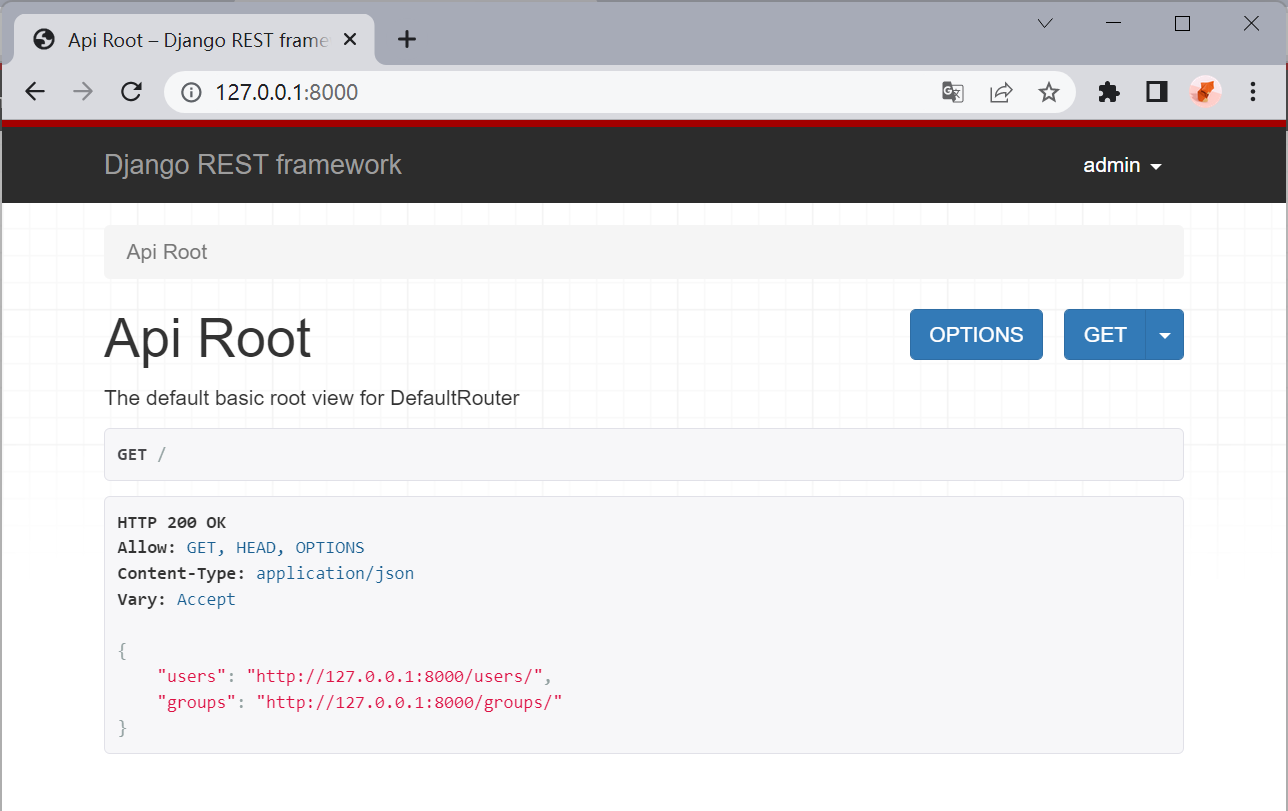 Api Root – Django REST frame
127.0.0.1:8000
Django REST framework
admin
Api Root
Api Root
OPTIONS
GET
The default basic root view for DefaultRouter
GET /
HTTP 200 OK
Allow: GET, HEAD, OPTIONS
Content-Type: application/json
Vary: Accept
{
    "users": "http://127.0.0.1:8000/users/",
    "groups": "http://127.0.0.1:8000/groups/"
}